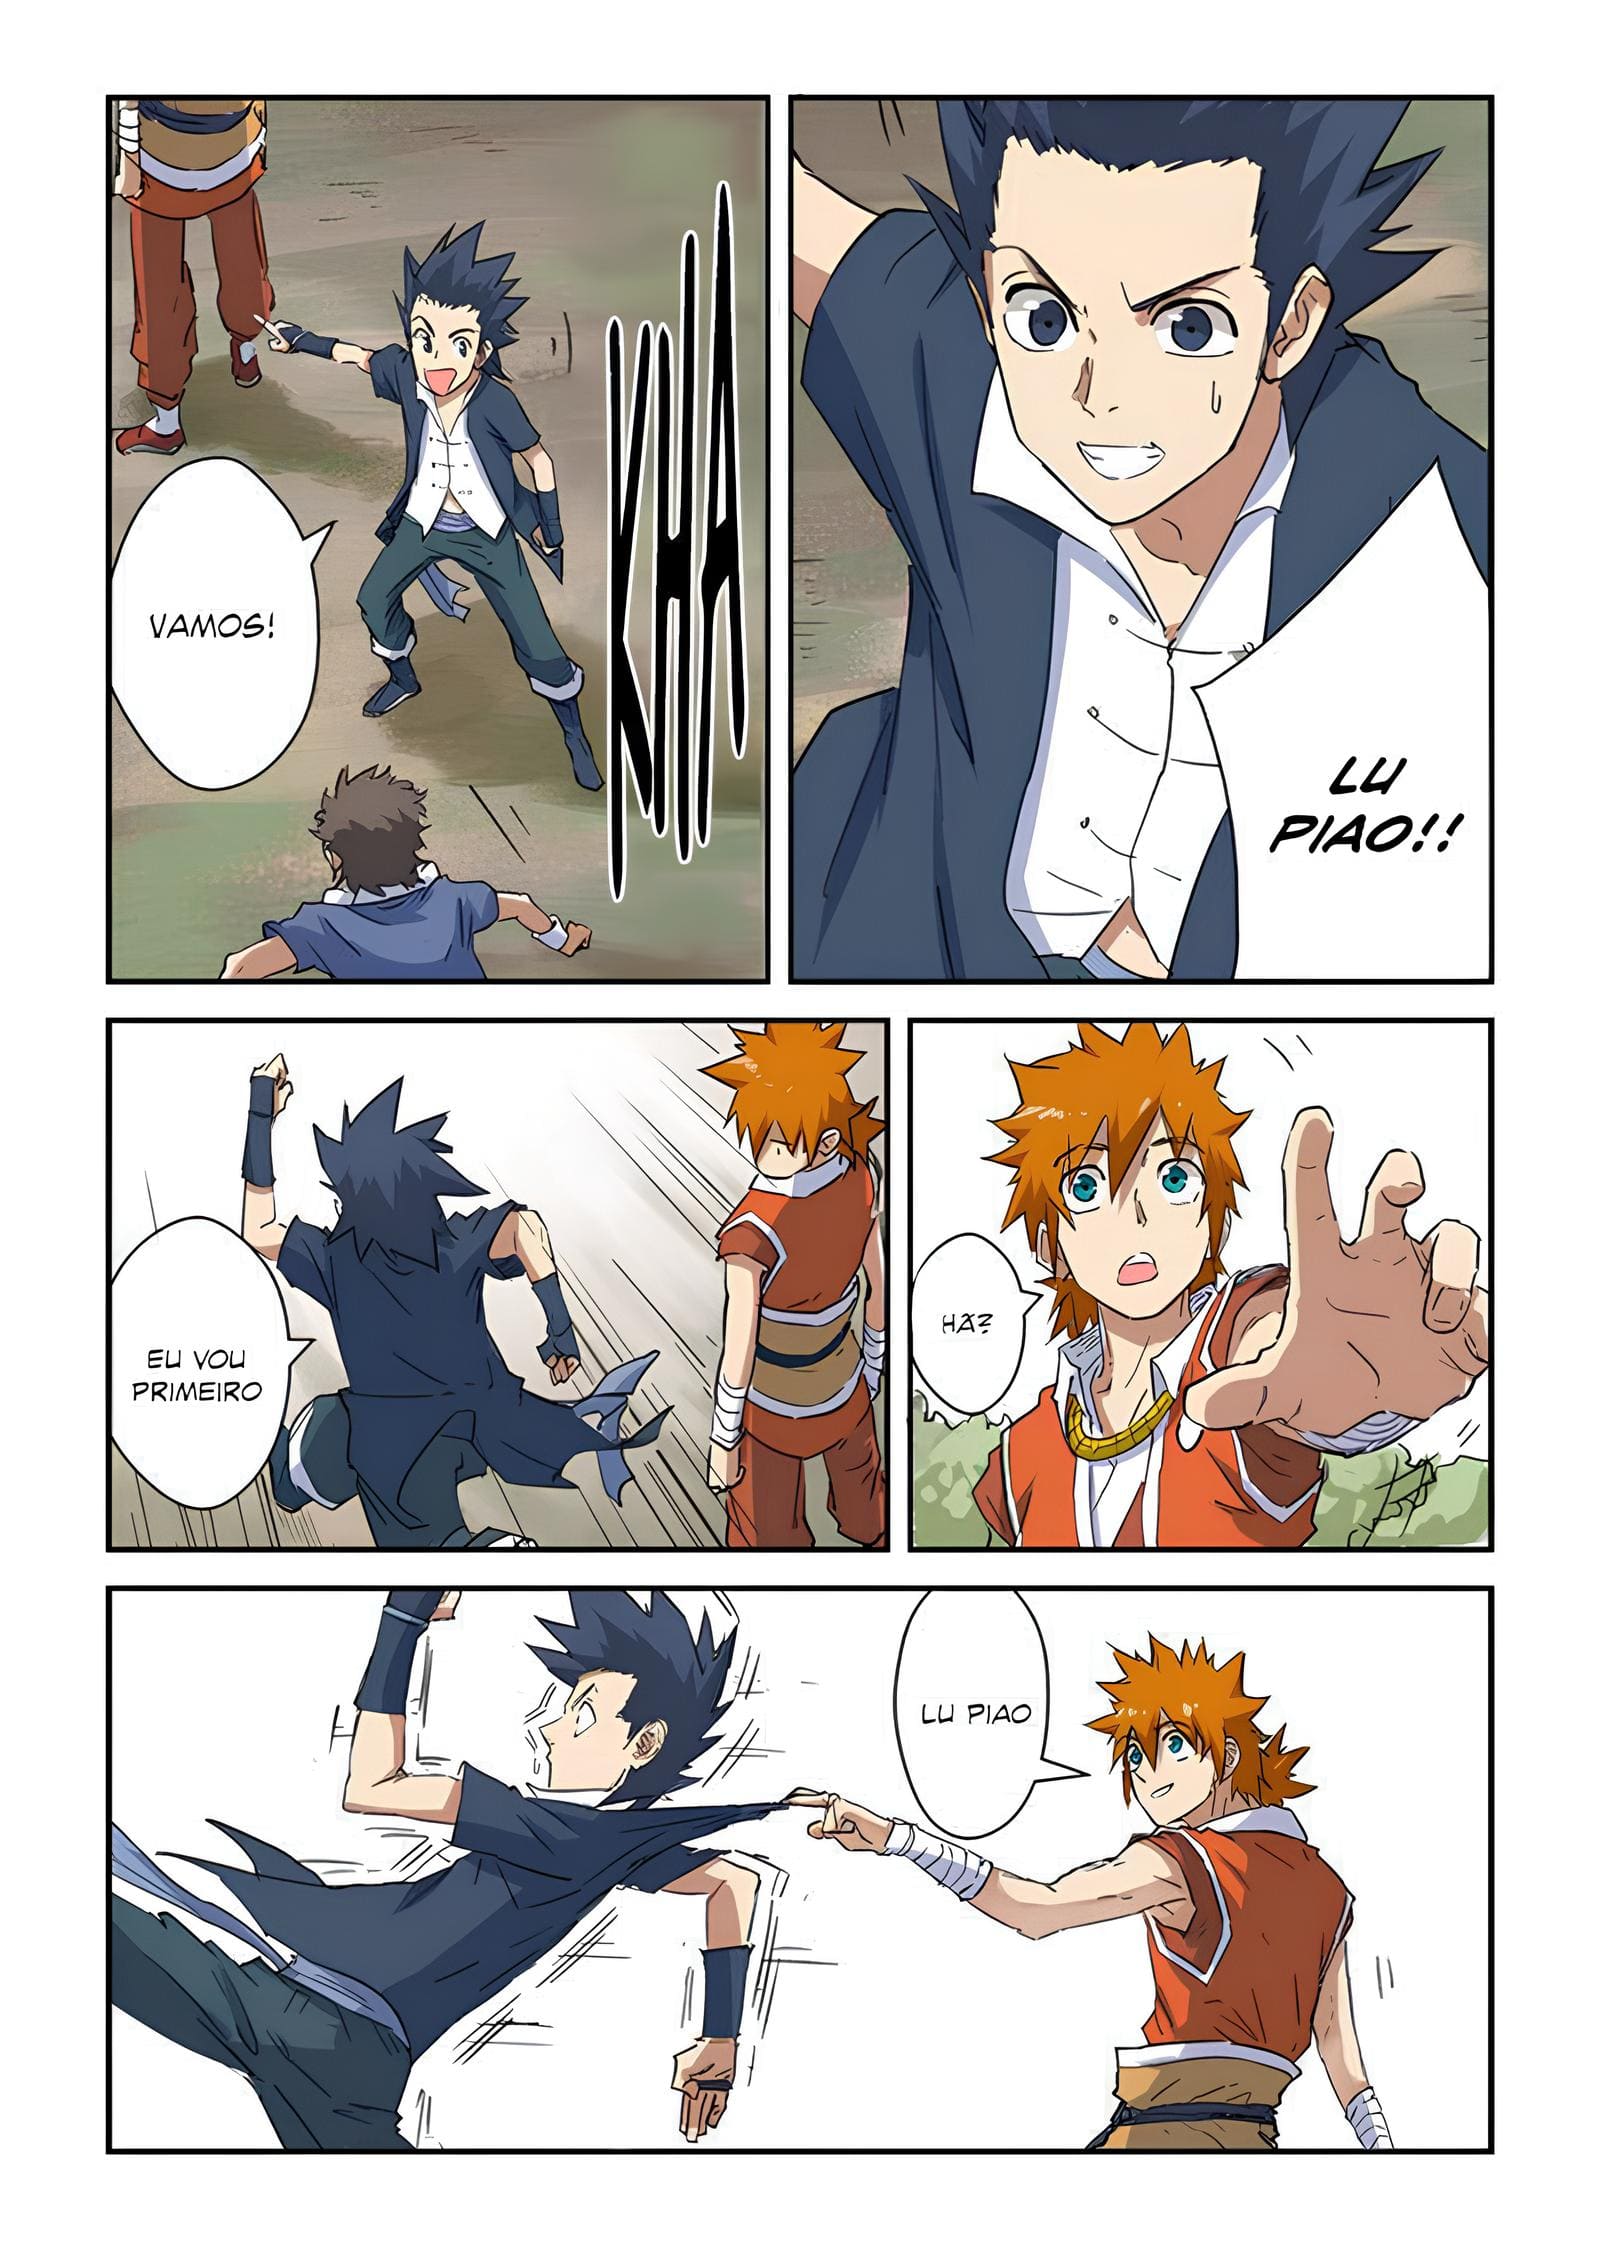 VAMOS!
KHA
LU
PIAO!!
EU VOU
PRIMEIRO
HÃ?
LU PIAO